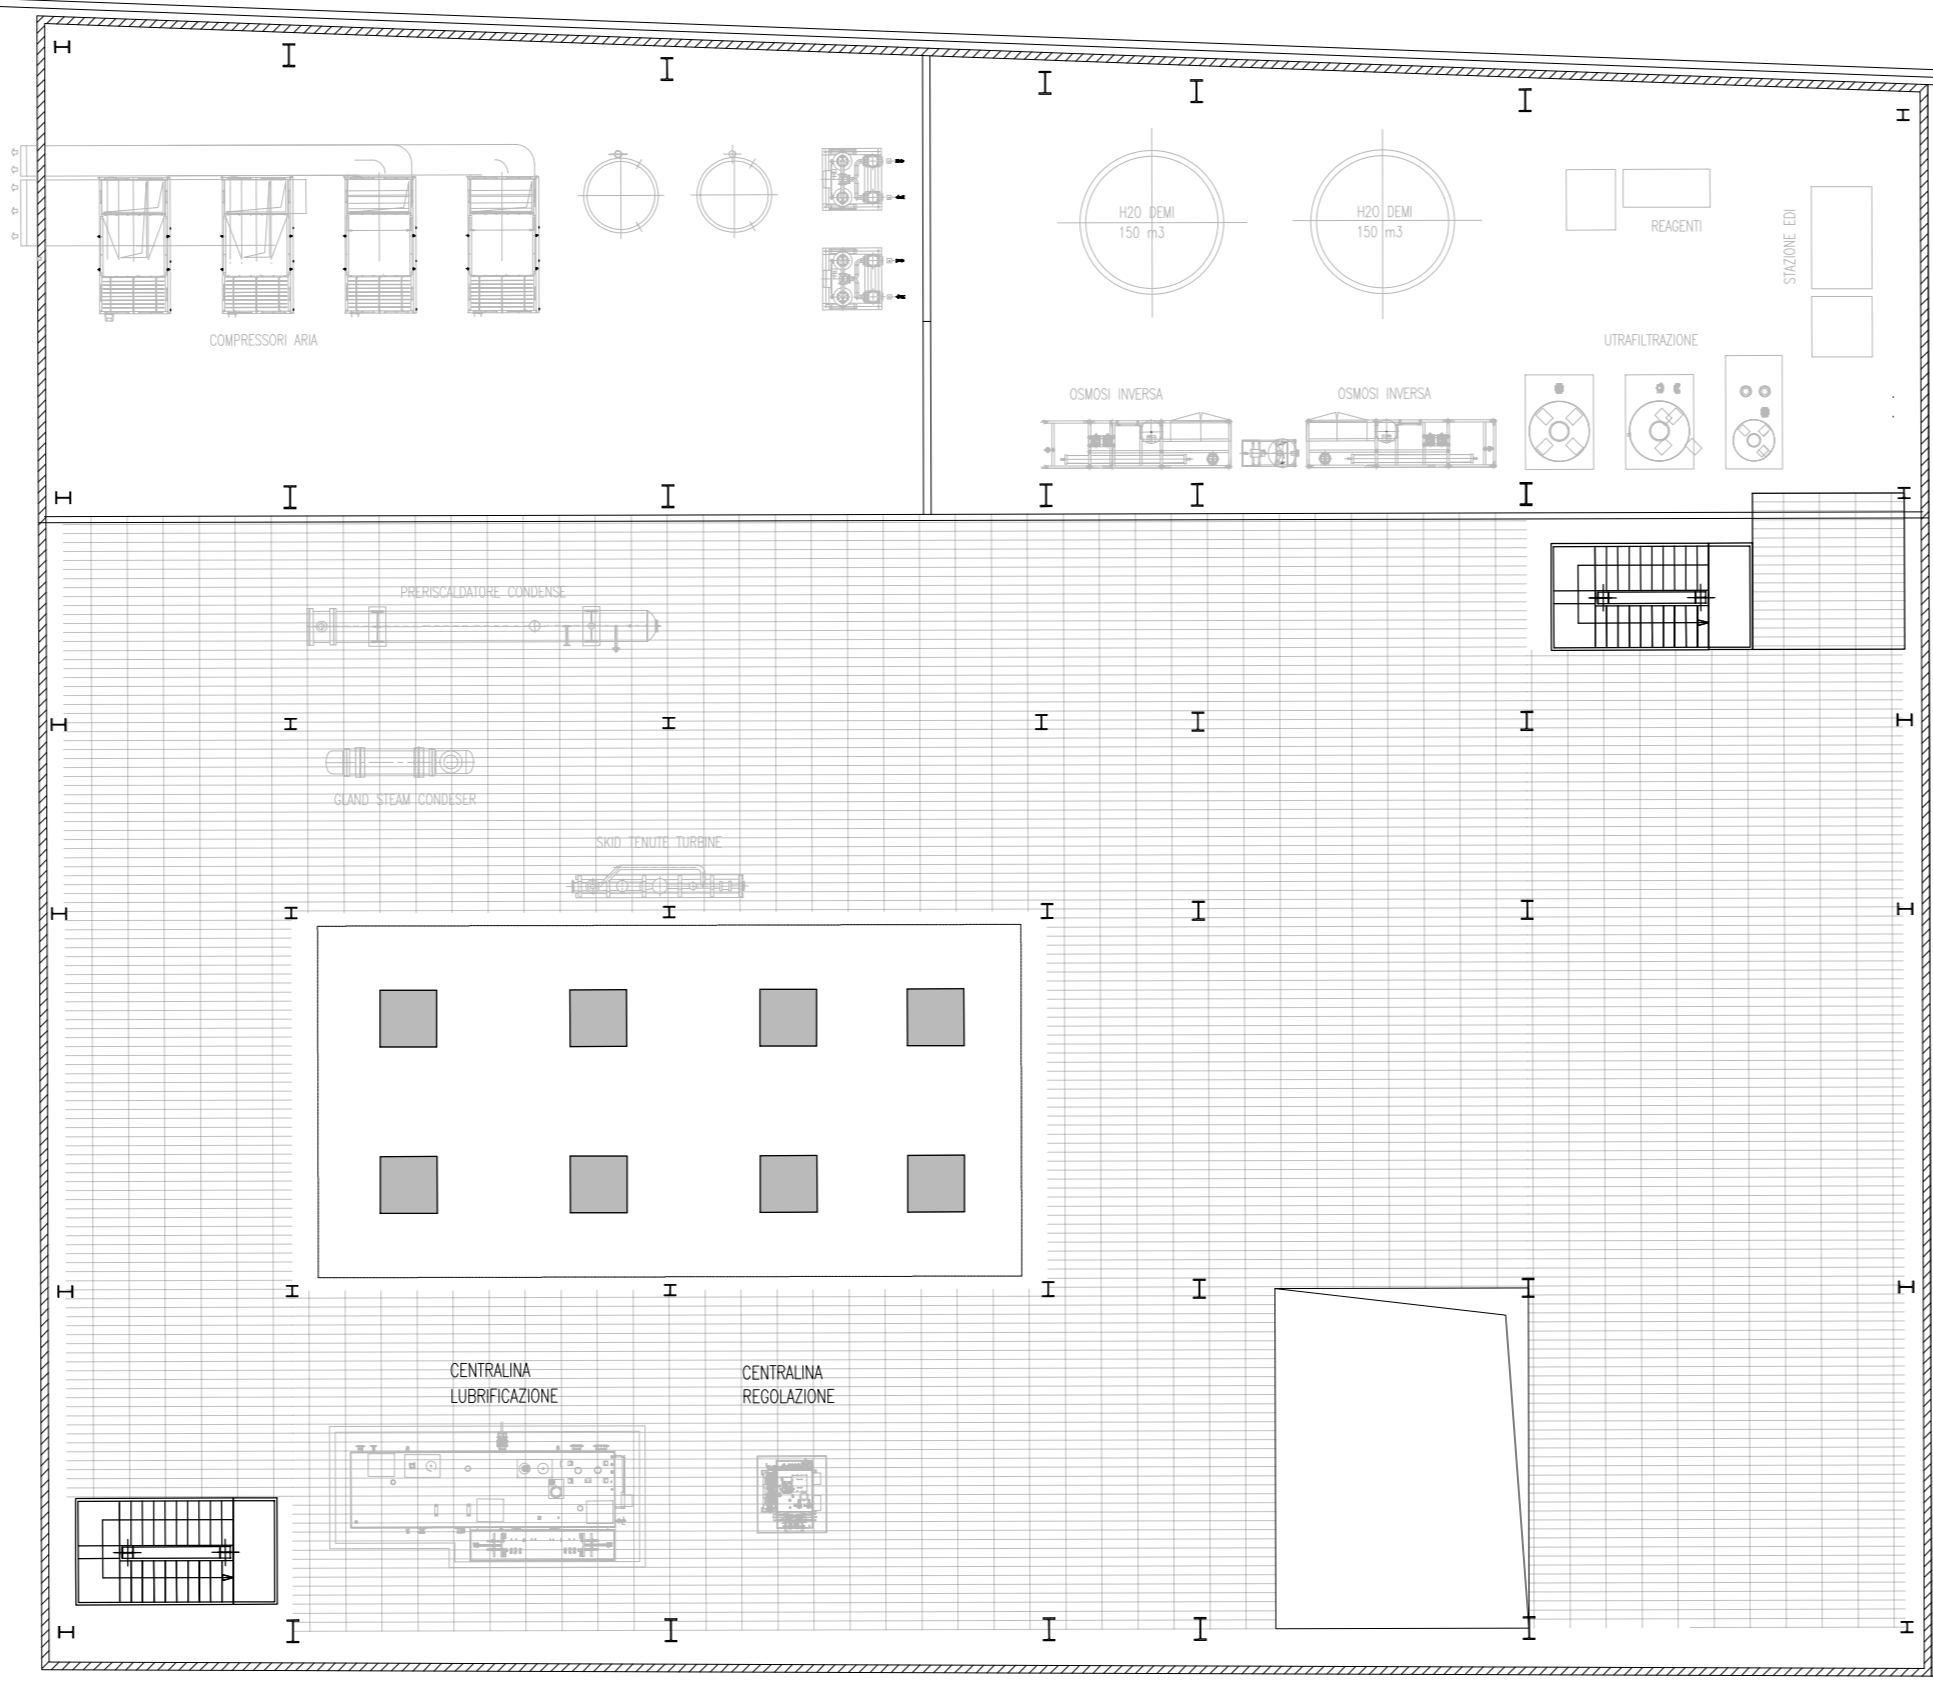 H2O DEMI
150 m3
H2O DEMI
150 m3
REAGENTI
STAZIONE EDI
COMPRESSORI ARIA
UTRAFILTRAZIONE
OSMOSI INVERSA
OSMOSI INVERSA
PRERISCALDATORE CONDENSE
GLAND STEAM CONDESER
SKID TENUTE TURBINE
CENTRALINA
LUBRIFICAZIONE
CENTRALINA
REGOLAZIONE